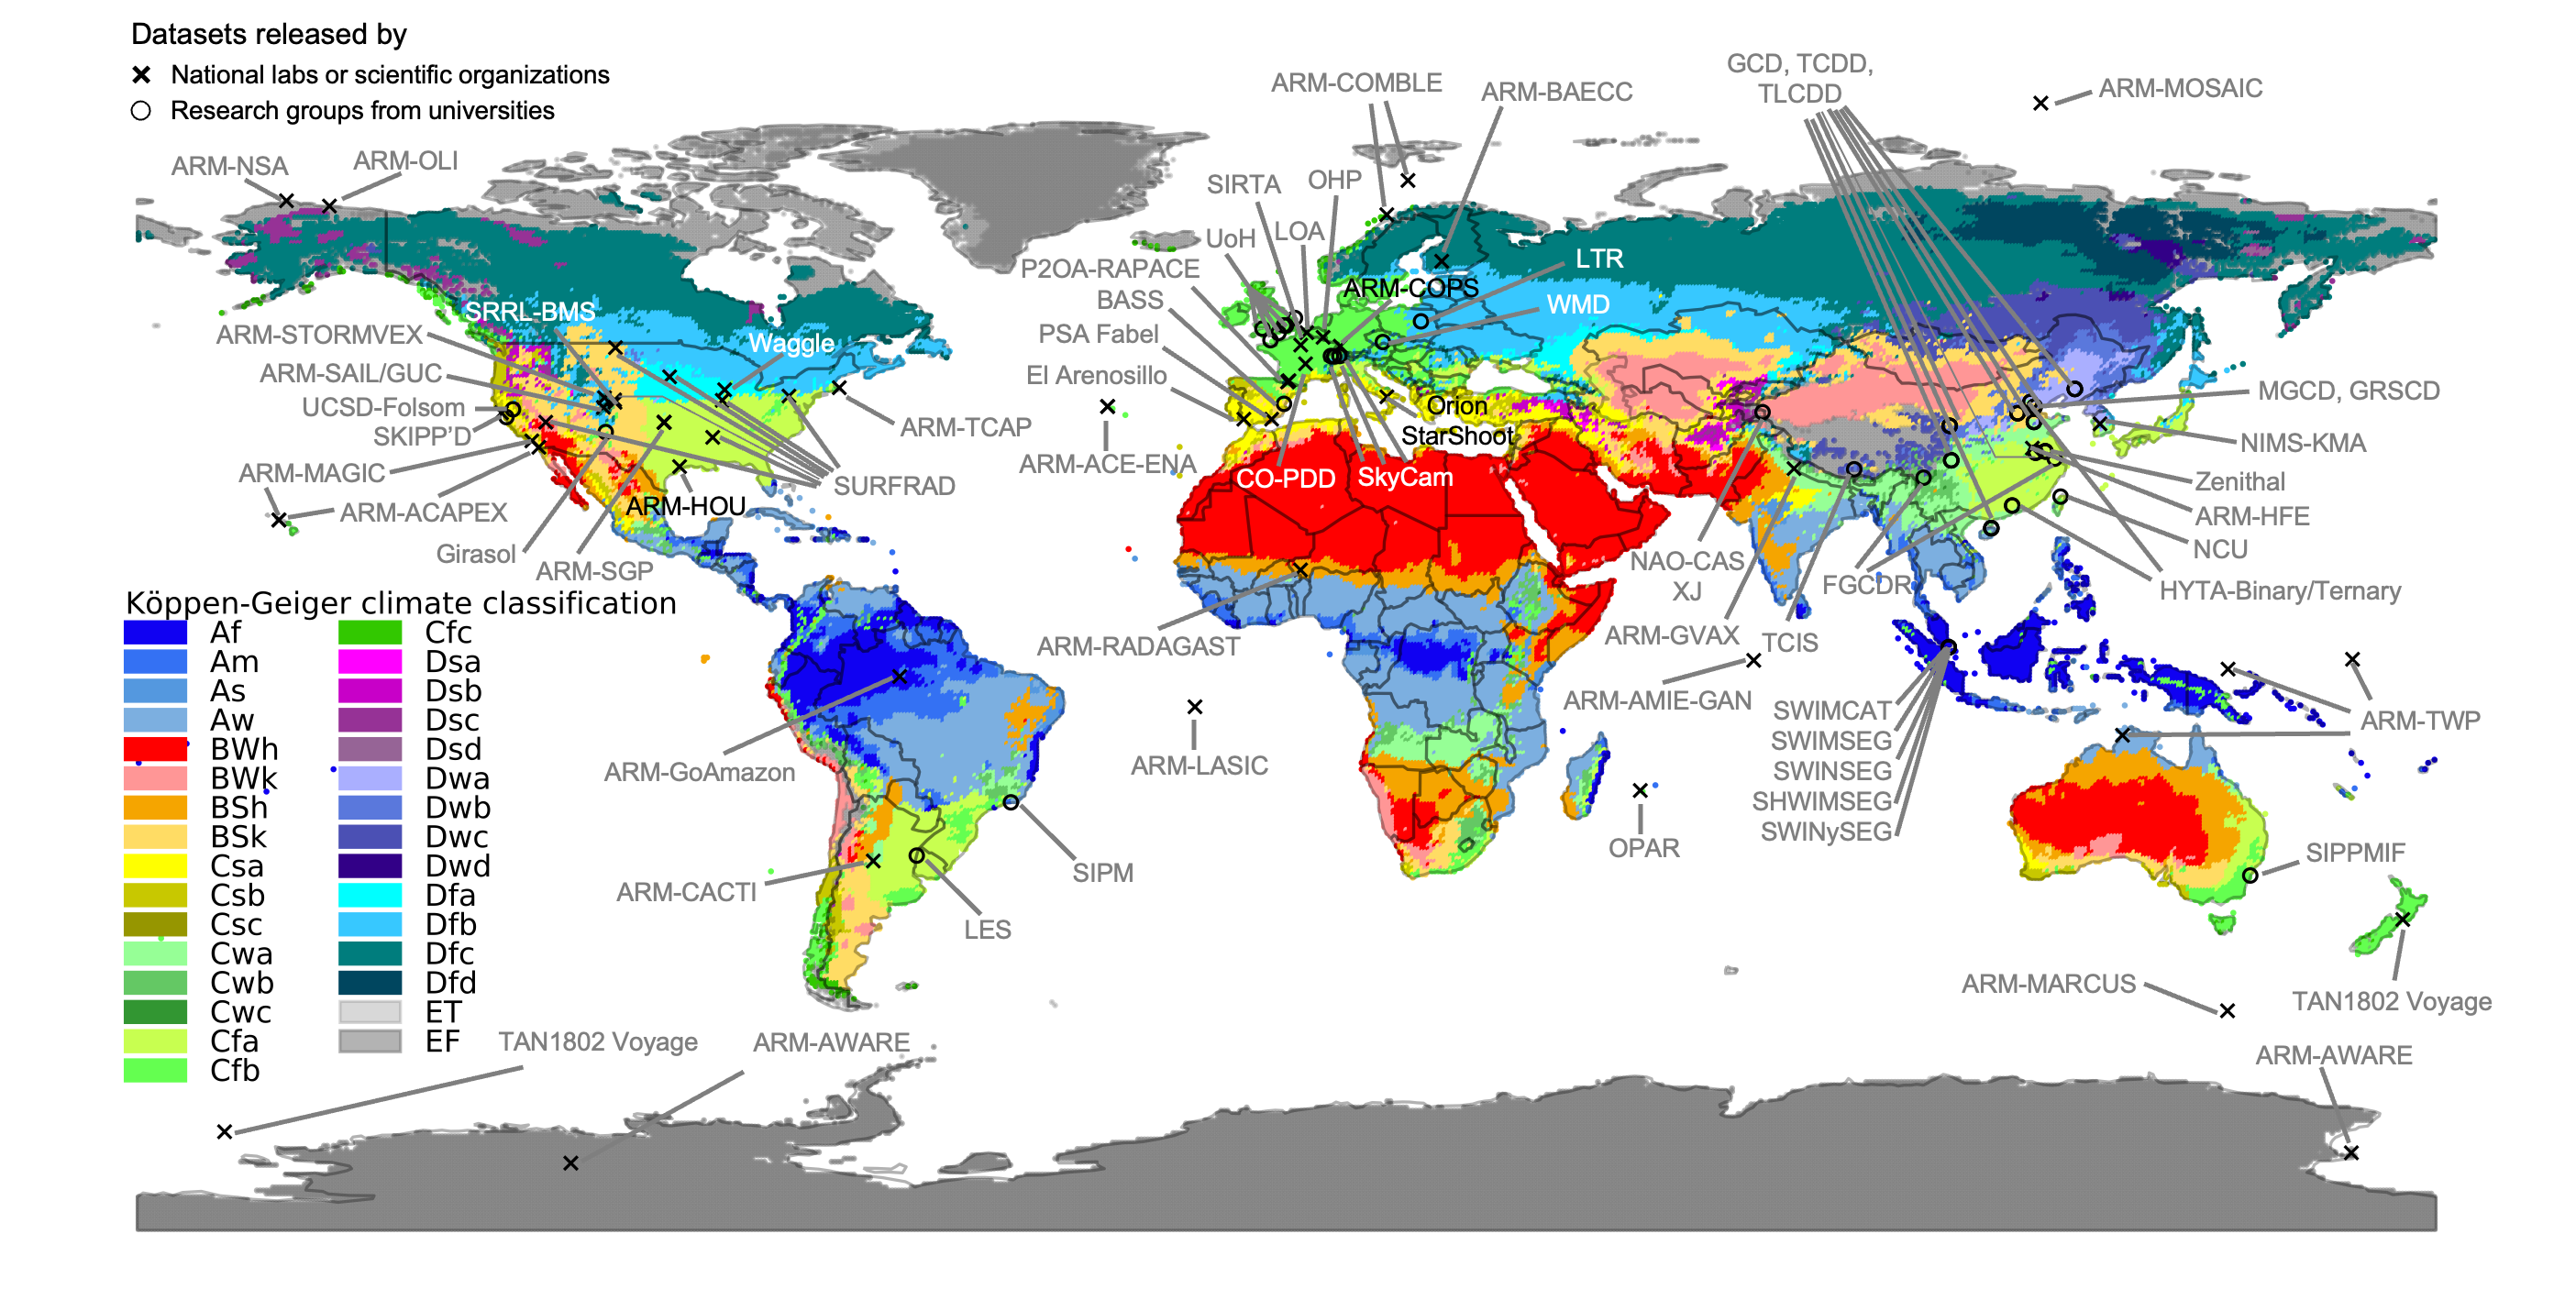 Datasets released by
National labs or scientific organizations
Research groups from universities
GCD, TCDD,
TLCDD
ARM-COMBLE
ARM-BAECC
ARM-MOSAIC
ARM-NSA
ARM-OLI
SIRTA
OHP
UoH
LOA
P2OA-RAPACE
LTR
BASS
ARM-COPS
WMD
SRRL-BMS
ARM-STORMVEX
PSA Fabel
Waggle
ARM-SAIL/GUC
El Arenosillo
MGCD, GRSCD
UCSD-Folsom
Orion
SKIPP'D
ARM-TCAP
StarShoot
NIMS-KMA
ARM-MAGIC
ARM-ACE-ENA
CO-PDD
SkyCam
SURFRAD
Zenithal
ARM-HOU
ARM-ACAPEX
ARM-HFE
Girasol
NCU
ARM-SGP
NAO-CAS
XJ
FGCDR
HYTA-Binary/Ternary
ARM-RADAGAST
ARM-GVAX
TCIS
ARM-AMIE-GAN
SWIMCAT
ARM-TWP
SWIMSEG
ARM-GoAmazon
ARM-LASIC
SWINSEG
SHWIMSEG
SWINySEG
OPAR
SIPPMIF
SIPM
ARM-CACTI
LES
ARM-MARCUS
TAN1802 Voyage
TAN1802 Voyage
ARM-AWARE
ARM-AWARE
Köppen-Geiger climate classification
Af
Am
As
Aw
BWh
BWk
BSh
BSk
Csa
Csb
Csc
Cwa
Cwb
Cwc
Cfa
Cfb
Cfc
Dsa
Dsb
Dsc
Dsd
Dwa
Dwb
Dwc
Dwd
Dfa
Dfb
Dfc
Dfd
ET
EF